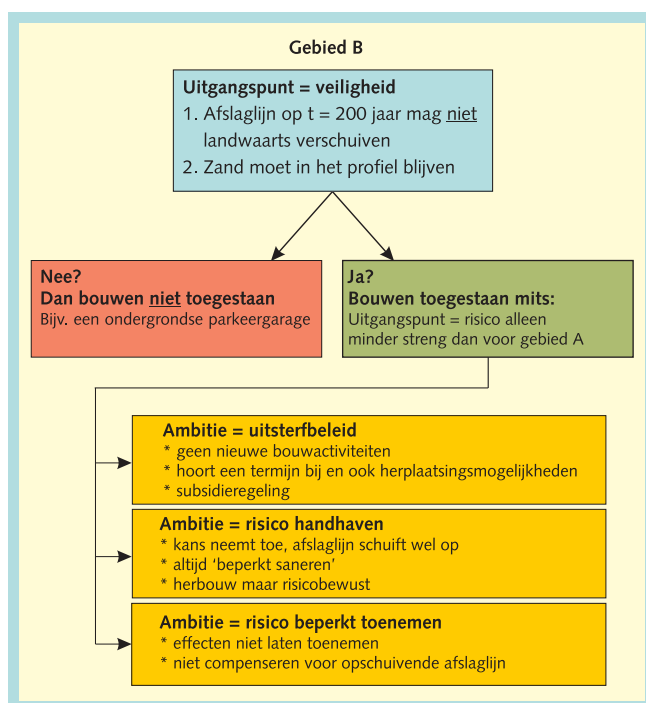 Gebied B
Uitgangspunt = veiligheid
1. Afslaglijn op t = 200 jaar mag niet
landwaarts verschuiven
2. Zand moet in het profiel blijven
Nee?
Dan bouwen niet toegestaan
Bijv. een ondergrondse parkeergarage
Ja?
Bouwen toegestaan mits:
Uitgangspunt = risico alleen
minder streng dan voor gebied A
Ambitie = uitsterfbeleid
* geen nieuwe bouwactiviteiten
* hoort een termijn bij en ook herplaatsingsmogelijkheden
* subsidieregeling
Ambitie = risico handhaven
* kans neemt toe, afslaglijn schuift wel op
* altijd ‘beperkt saneren’
* herbouw maar risicobewust
Ambitie = risico beperkt toenemen
* effecten niet laten toenemen
* niet compenseren voor opschuivende afslaglijn